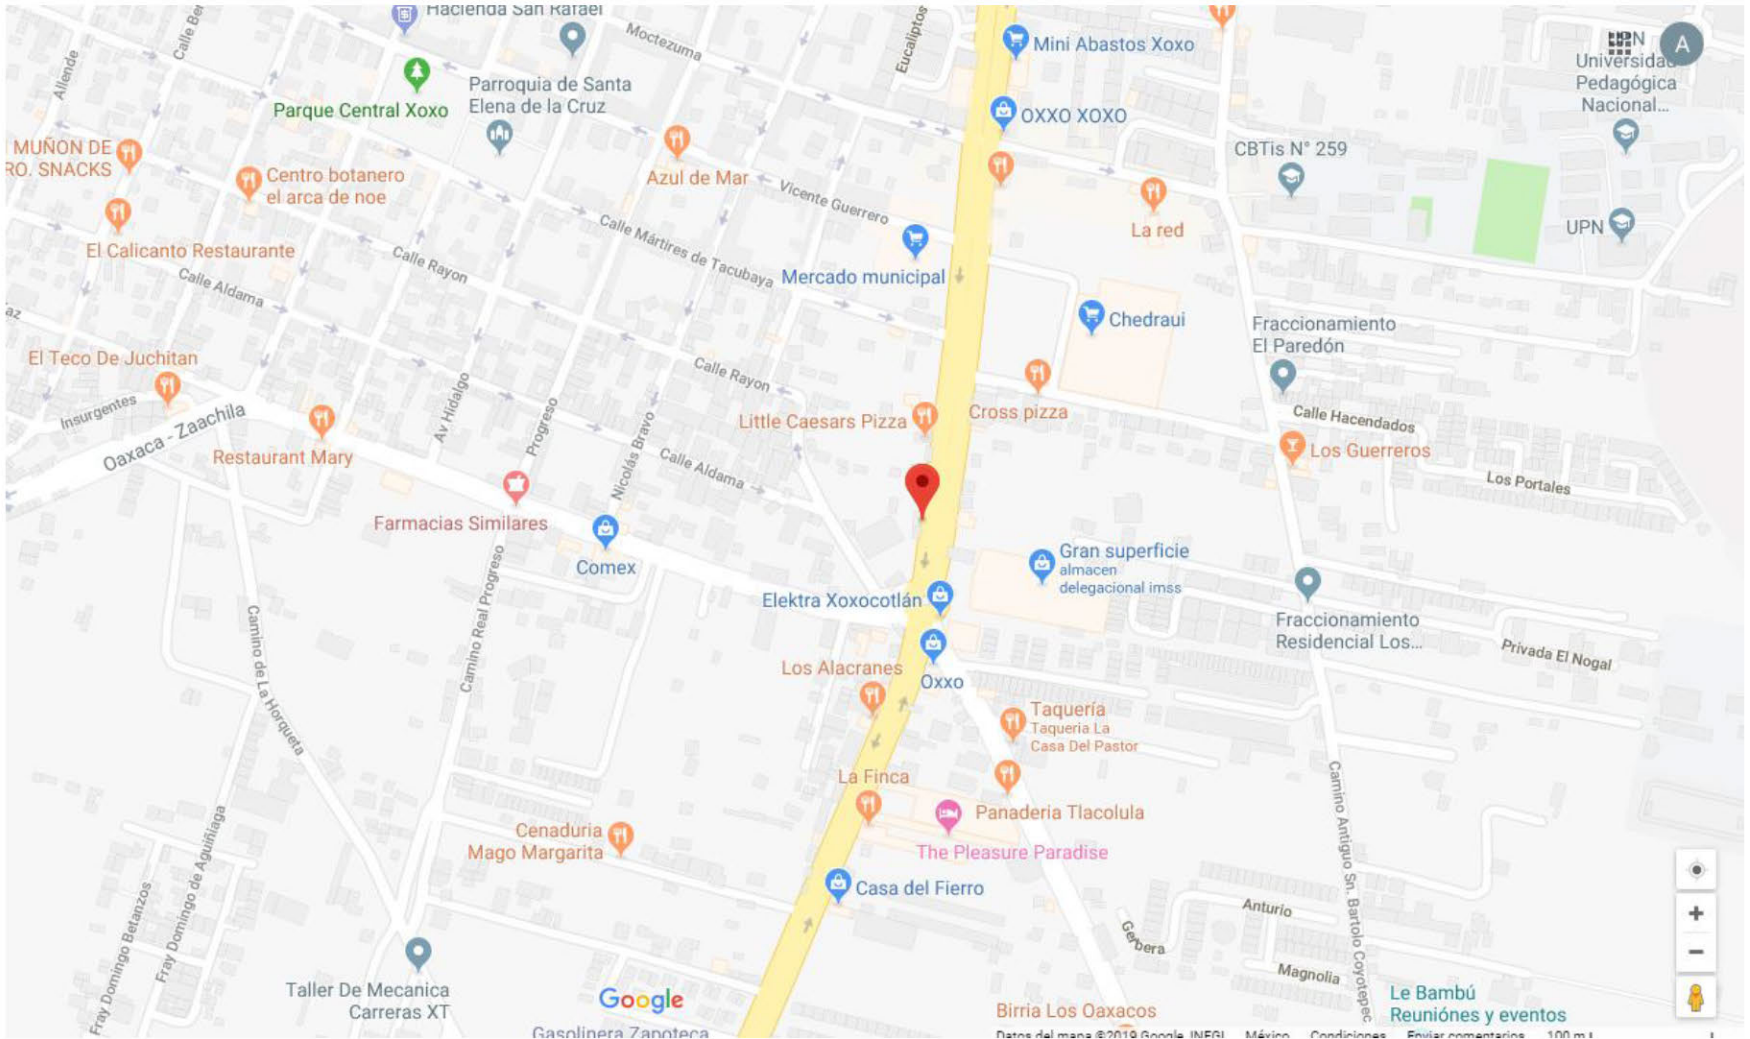 Hacienda San Rafael
Moctezuma
Eucaliptos
Mini Abastos Xoxo
UPN
Universidad
Pedagógica
Nacional...
A
Allende
Parque Central Xoxo
Parroquia de Santa
Elena de la Cruz
OXXO XOXO
CBTis N° 259
MUÑON DE
RO. SNACKS
Centro botanero
el arca de noe
Azul de Mar
Vicente Guerrero
La red
UPN
El Calicanto Restaurante
Calle Rayon
Calle Mártires de Tacubaya
Mercado municipal
Calle Aldama
Chedraui
Fraccionamiento
El Paredón
El Teco De Juchitan
Insurgentes
Oaxaca - Zaachila
Restaurant Mary
Av Hidalgo
Progreso
Nicolás Bravo
Calle Rayon
Calle Aldama
Little Caesars Pizza
Cross pizza
Calle Hacendados
Los Guerreros
Los Portales
Farmacias Similares
Comex
Gran superficie
almacen
delegacional imss
Elektra Xoxocotlán
Fraccionamiento
Residencial Los...
Privada El Nogal
Camino de La Horqueta
Camino Real Progreso
Los Alacranes
Oxxo
Taquería
Taqueria La
Casa Del Pastor
La Finca
Panaderia Tlacolula
The Pleasure Paradise
Cenaduria
Mago Margarita
Casa del Fierro
Camino Antiguo Sn. Bartolo Coyotepec
Fray Domingo Betanzos
Fray Domingo de Aguiñiaga
Anturio
Gerbera
Magnolia
Taller De Mecanica
Carreras XT
Google
Gasolinera Zapoteca
Birria Los Oaxacos
Le Bambú
Reuniónes y eventos
Datos del mapa ©2019 Google, INEGI México Condiciones Enviar comentarios 100 m